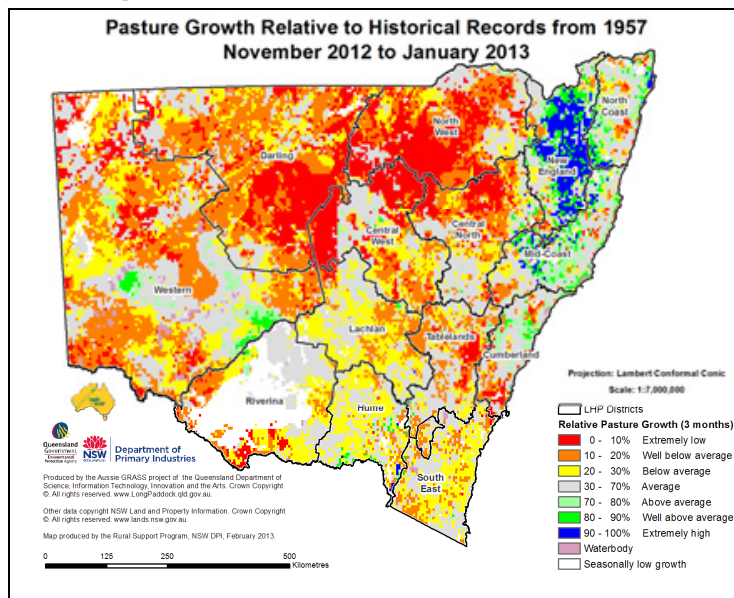 Pasture Growth Relative to Historical Records from 1957
November 2012 to January 2013
North
Coast
North
West
Darling
New
England
Central
West
Central
North
Mid-Coast
Western
Lachlan
Tablelands
Cumberland
Riverina
Hume
South
East
Projection: Lambert Conformal Conic
Scale: 1:7,000,000
LHP Districts
Relative Pasture Growth (3 months)
0 - 10% Extremely low
10 - 20% Well below average
20 - 30% Below average
30 - 70% Average
70 - 80% Above average
80 - 90% Well above average
90 - 100% Extremely high
Waterbody
Seasonally low growth
Queensland
Government
NSW
Department of
Primary Industries
Produced by the Aussie GRASS project of the Queensland Department of
Science, Information Technology, Innovation and the Arts. Crown Copyright
©. All rights reserved. www.LongPaddock.qld.gov.au.
Other data copyright NSW Land and Property Information. Crown Copyright
©. All rights reserved. www.lands.nsw.gov.au.
Map produced by the Rural Support Program, NSW DPI, February 2013.
0 125 250 500
Kilometres